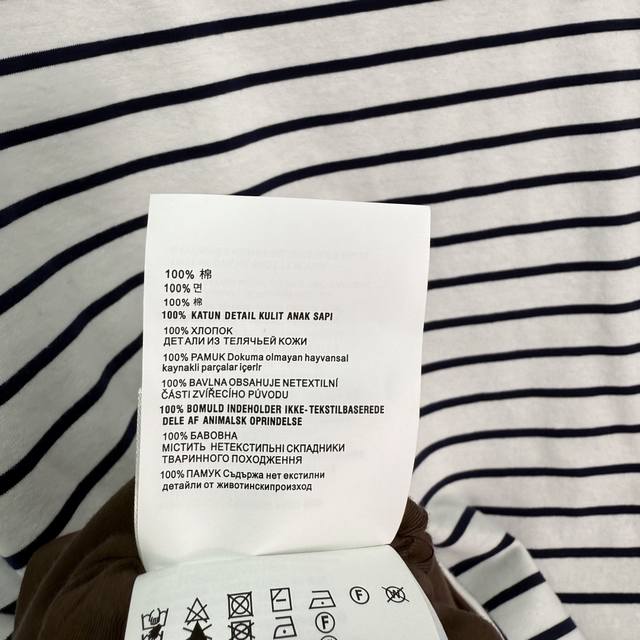 100% 棉
100% 면
100% 棉
100% KATUN DETAIL KULIT ANAK SAPI
100% ХЛОПОК
ДЕТАЛИ ИЗ ТЕЛЯЧЬЕЙ КОЖИ
100% PAMUK Dokuma olmayan hayvansal
kaynakli parçalar içerIr
100% BAVLNA OBSAHUJE NETEXTILNÍ
ČÁSTI ZVÍŘECÍHO PŮVODU
100% BOMULD INDEHOLDER IKKE-TEKSTILBASEREDE
DELE AF ANIMALSK OPRINDELSE
100% БАВОВНА
МІСТИТЬ НЕТЕКСТИЛЬНІ СКЛАДНИКИ
ТВАРИННОГО ПОХОДЖЕННЯ
100% ПАМУК Съдържа нет екстилни
детайли от животинскипроизход
F W
F